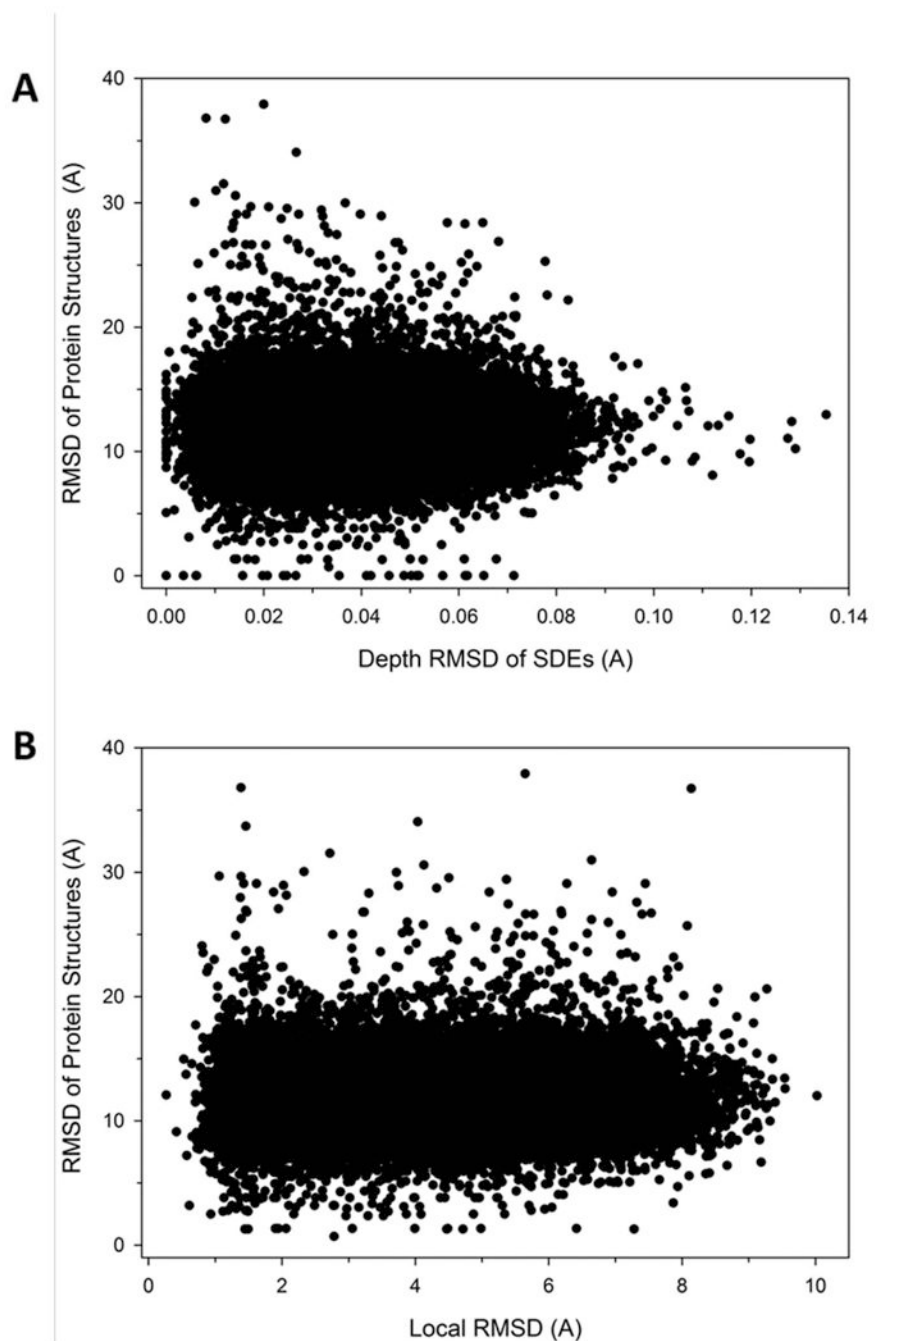 A
40
30
20
10
0
RMSD of Protein Structures (A)
0.00 0.02 0.04 0.06 0.08 0.10 0.12 0.14
Depth RMSD of SDEs (A)
B
40
30
20
10
0
RMSD of Protein Structures (A)
0 2 4 6 8 10
Local RMSD (A)